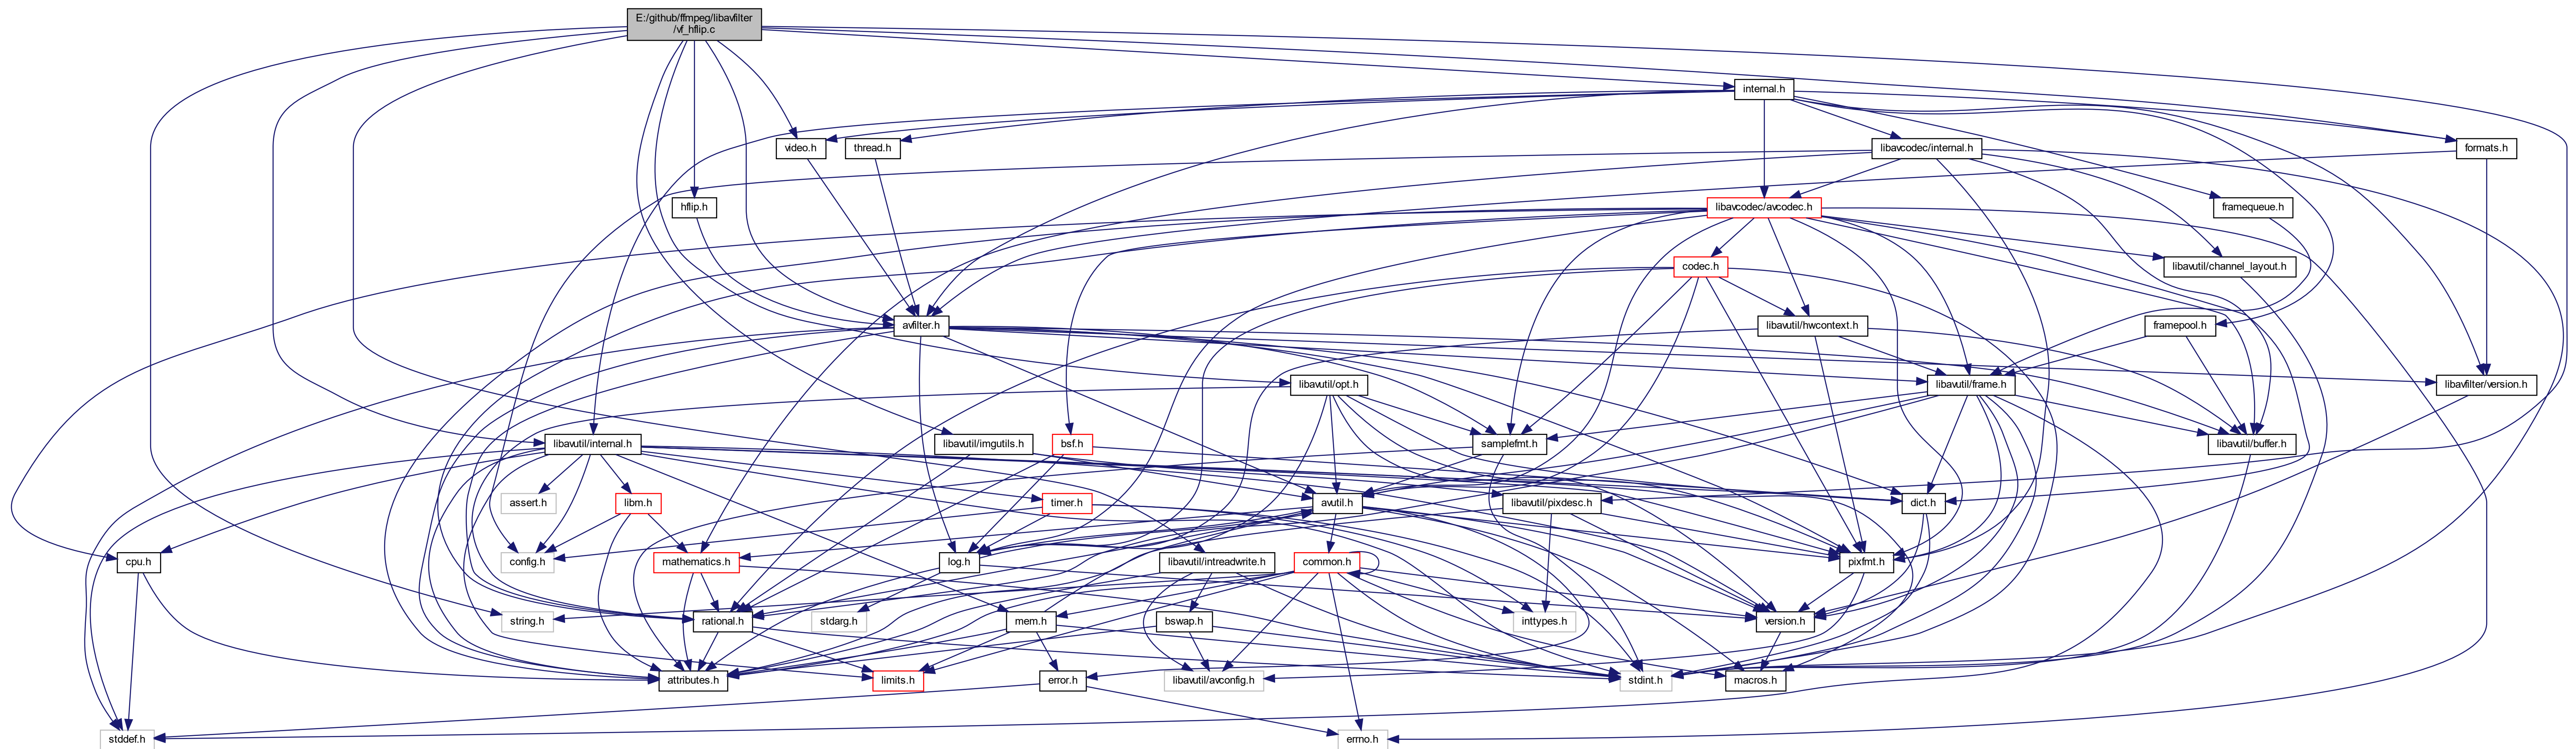 E:/github/ffmpeg/libavfilter
/vf_hflip.c
internal.h
video.h
thread.h
libavcodec/internal.h
formats.h
hflip.h
libavcodec/avcodec.h
framequeue.h
codec.h
libavutil/channel_layout.h
avfilter.h
libavutil/hwcontext.h
framepool.h
libavutil/opt.h
libavutil/frame.h
libavfilter/version.h
libavutil/internal.h
libavutil/imgutils.h
bsf.h
samplefmt.h
libavutil/buffer.h
assert.h
libm.h
timer.h
avutil.h
libavutil/pixdesc.h
dict.h
cpu.h
config.h
mathematics.h
log.h
libavutil/intreadwrite.h
common.h
pixfmt.h
string.h
rational.h
stdarg.h
mem.h
bswap.h
inttypes.h
version.h
attributes.h
limits.h
error.h
libavutil/avconfig.h
stdint.h
macros.h
stddef.h
errno.h